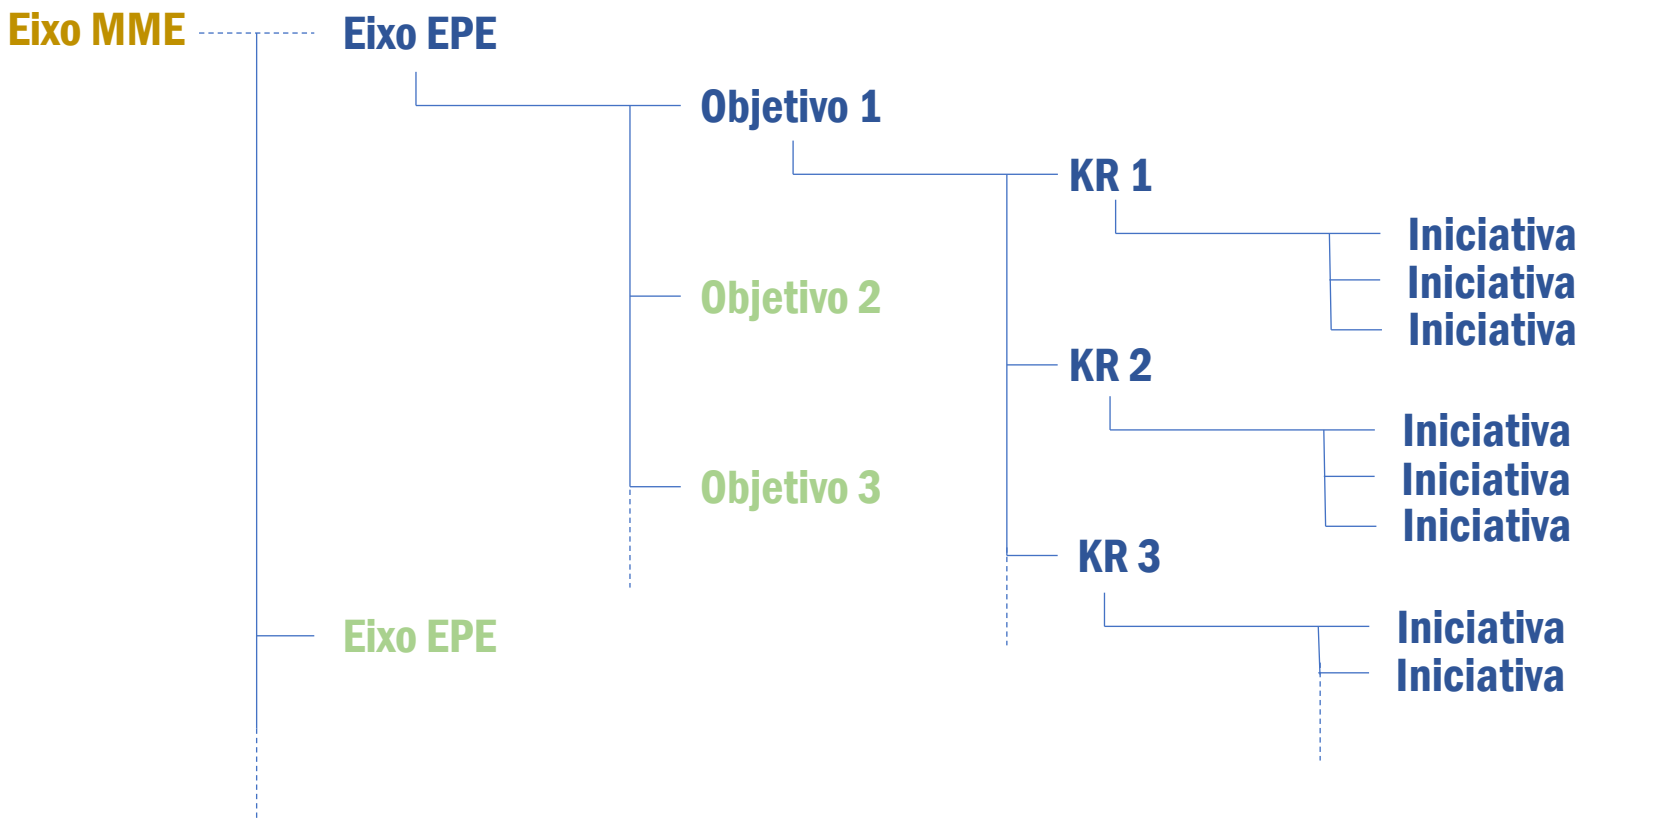 Eixo MME
Eixo EPE
Objetivo 1
KR 1
Iniciativa
Iniciativa
Iniciativa
Objetivo 2
KR 2
Iniciativa
Iniciativa
Iniciativa
Objetivo 3
KR 3
Iniciativa
Iniciativa
Eixo EPE